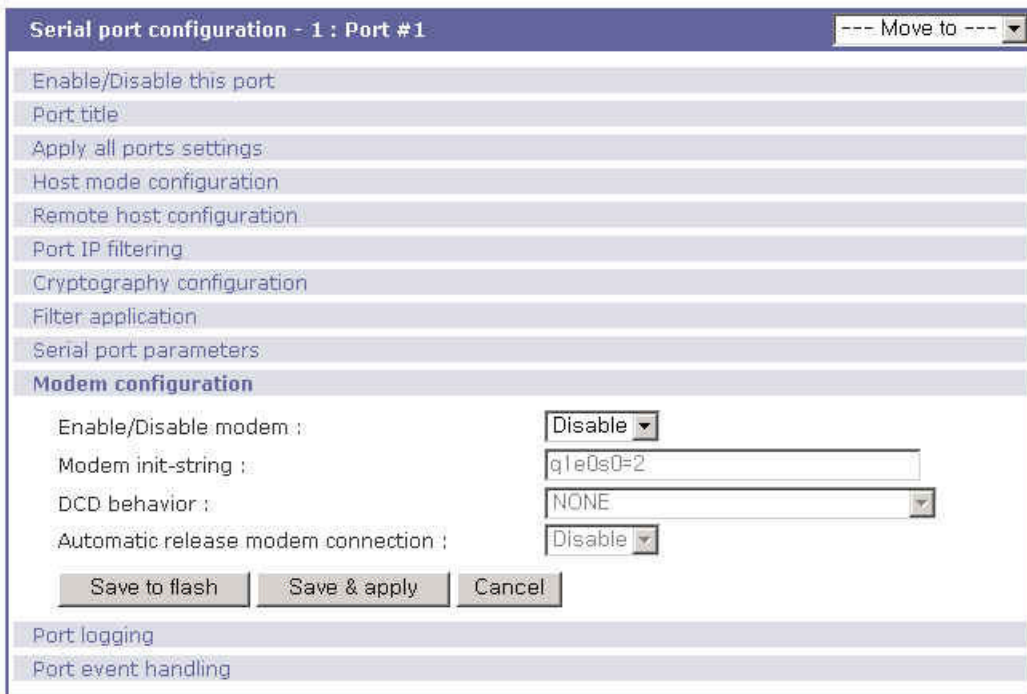 Serial port configuration - 1 : Port #1 --- Move to ---
Enable/Disable this port
Port title
Apply all ports settings
Host mode configuration
Remote host configuration
Port IP filtering
Cryptography configuration
Filter application
Serial port parameters
Modem configuration
Enable/Disable modem : Disable
Modem init-string : q1e0s0=2
DCD behavior : NONE
Automatic release modem connection : Disable
Save to flash Save & apply Cancel
Port logging
Port event handling